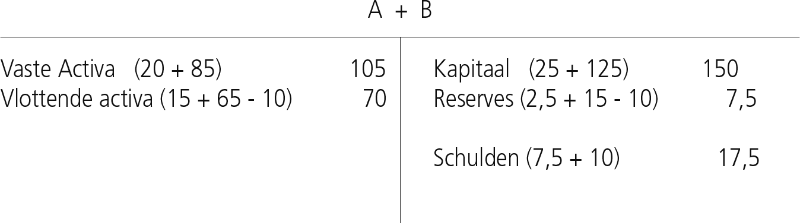 A + B
Vaste Activa (20 + 85) 105
Vlottende activa (15 + 65 - 10) 70
Kapitaal (25 + 125) 150
Reserves (2,5 + 15 - 10) 7,5
Schulden (7,5 + 10) 17,5